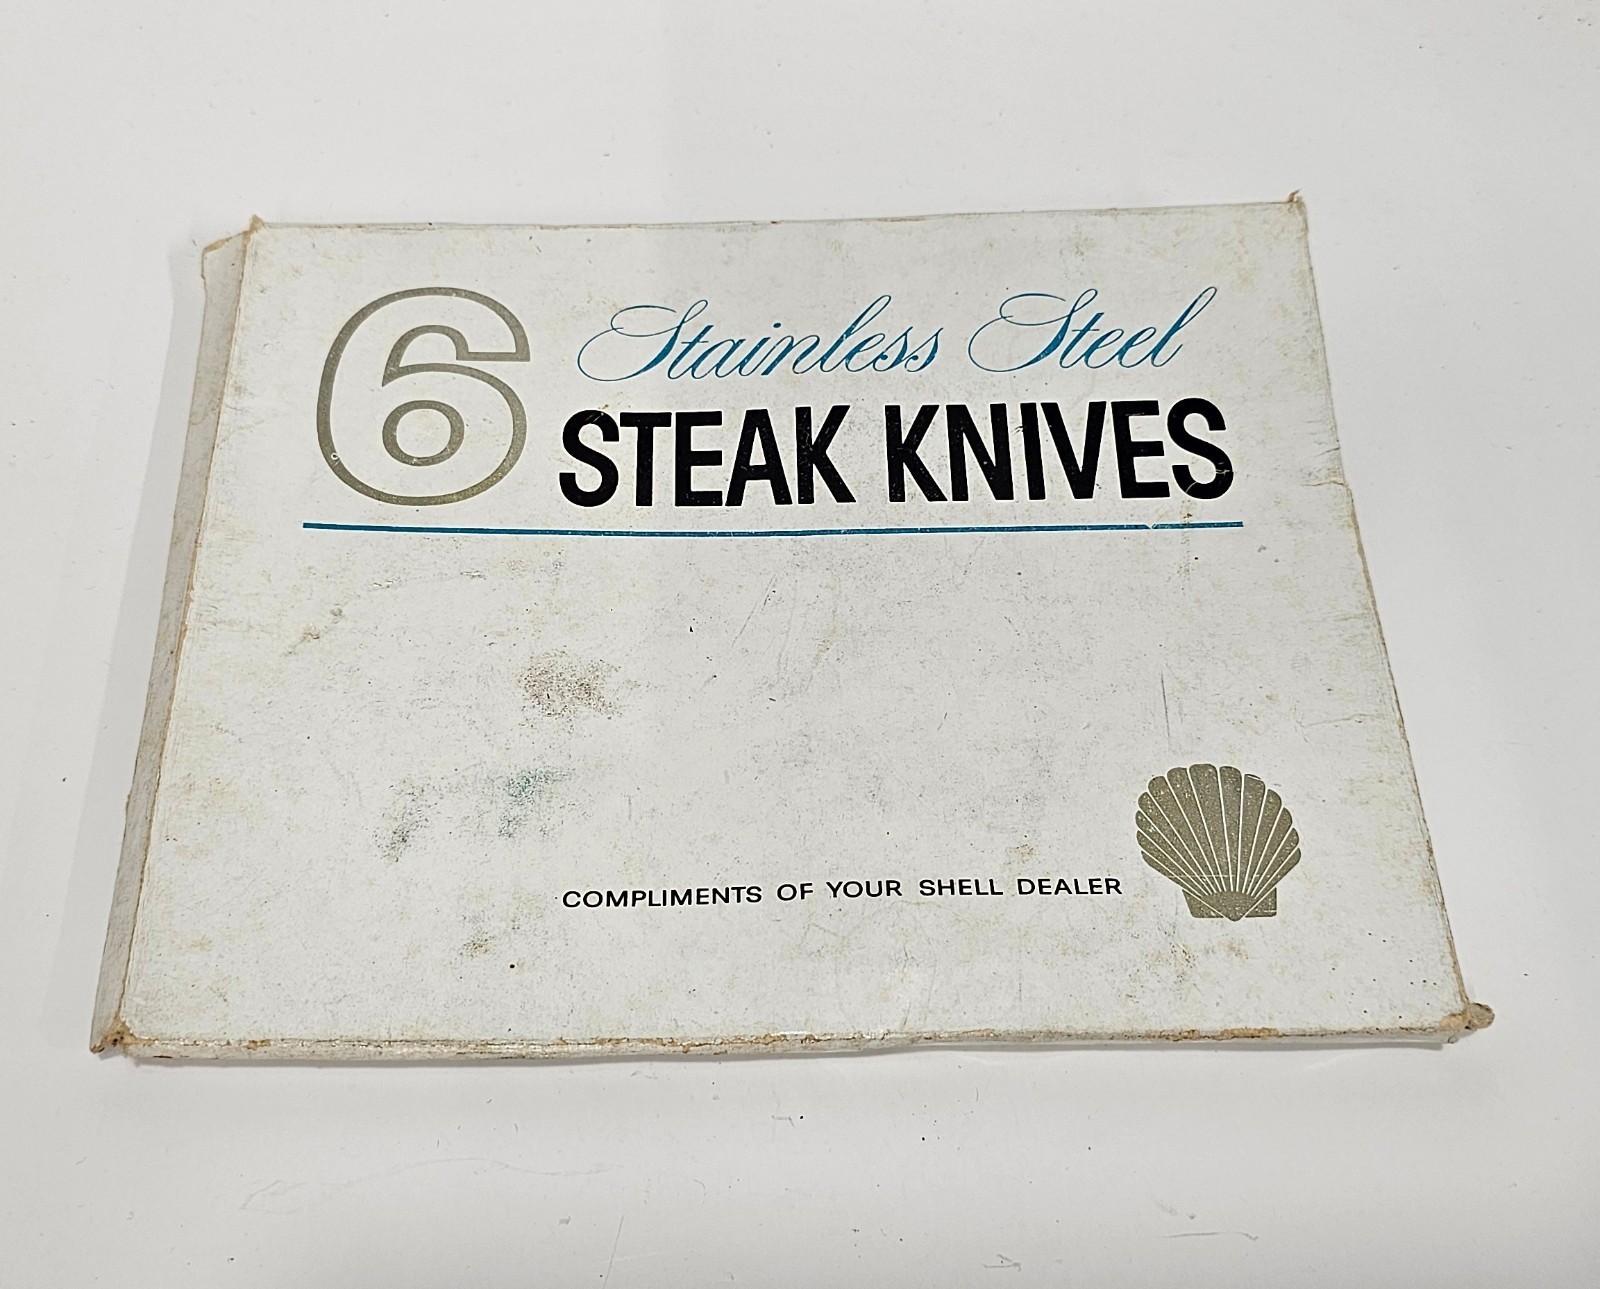 6 Stainless Steel
STEAK KNIVES
COMPLIMENTS OF YOUR SHELL DEALER